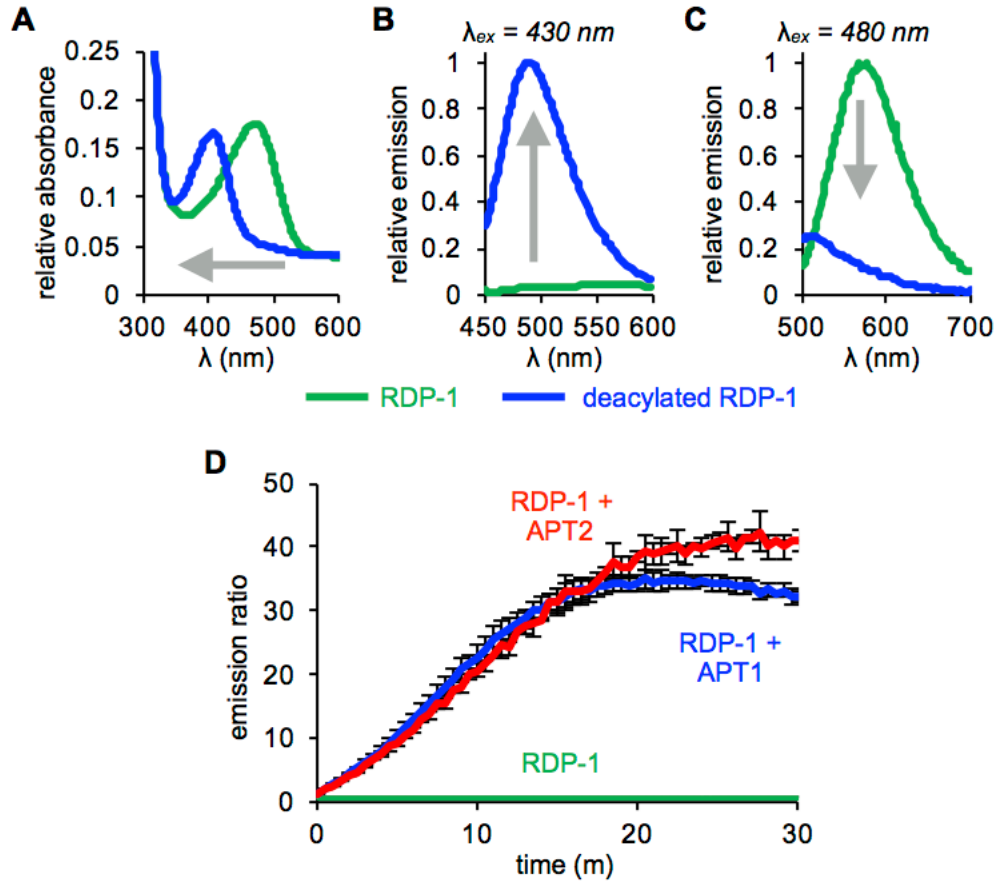 A
B
C
λex = 430 nm
λex = 480 nm
relative absorbance
0.25
0.2
0.15
0.1
0.05
0
300 400 500 600
λ (nm)
relative emission
1
0.8
0.6
0.4
0.2
0
450 500 550 600
λ (nm)
relative emission
1
0.8
0.6
0.4
0.2
0
500 600 700
λ (nm)
RDP-1
deacylated RDP-1
D
emission ratio
50
40
30
20
10
0
RDP-1 +
APT2
RDP-1 +
APT1
RDP-1
0 10 20 30
time (m)